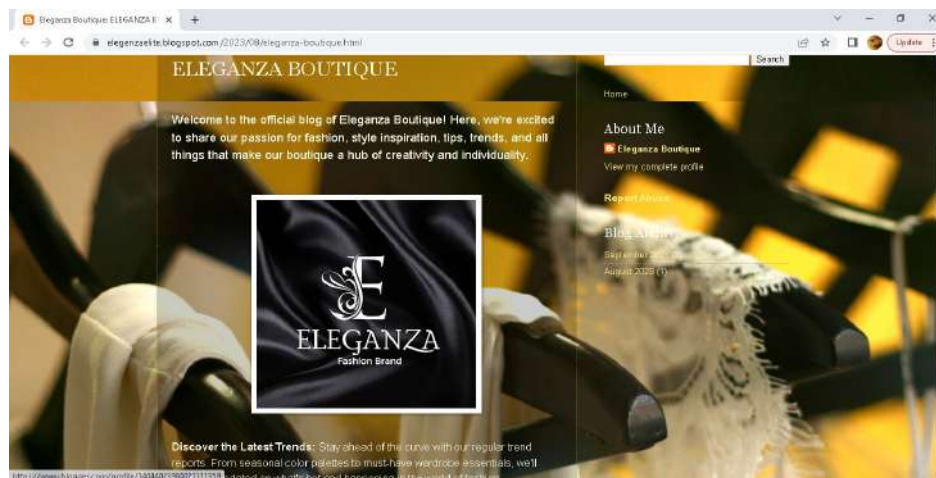 Eleganza Boutique: ELEGANZA B
elegenzaelite.blogspot.com/2023/08/eleganza-boutique.html
Update
ELEGANZA BOUTIQUE
Search
Home
Welcome to the official blog of Eleganza Boutique! Here, we're excited
to share our passion for fashion, style inspiration, tips, trends, and all
things that make our boutique a hub of creativity and individuality.
About Me
Eleganza Boutique
View my complete profile
Report Abuse
Blog Archive
September
August 2023 (1)
E
ELEGANZA
Fashion Brand
Discover the Latest Trends: Stay ahead of the curve with our regular trend
reports. From seasonal color palettes to must-have wardrobe essentials, we'll